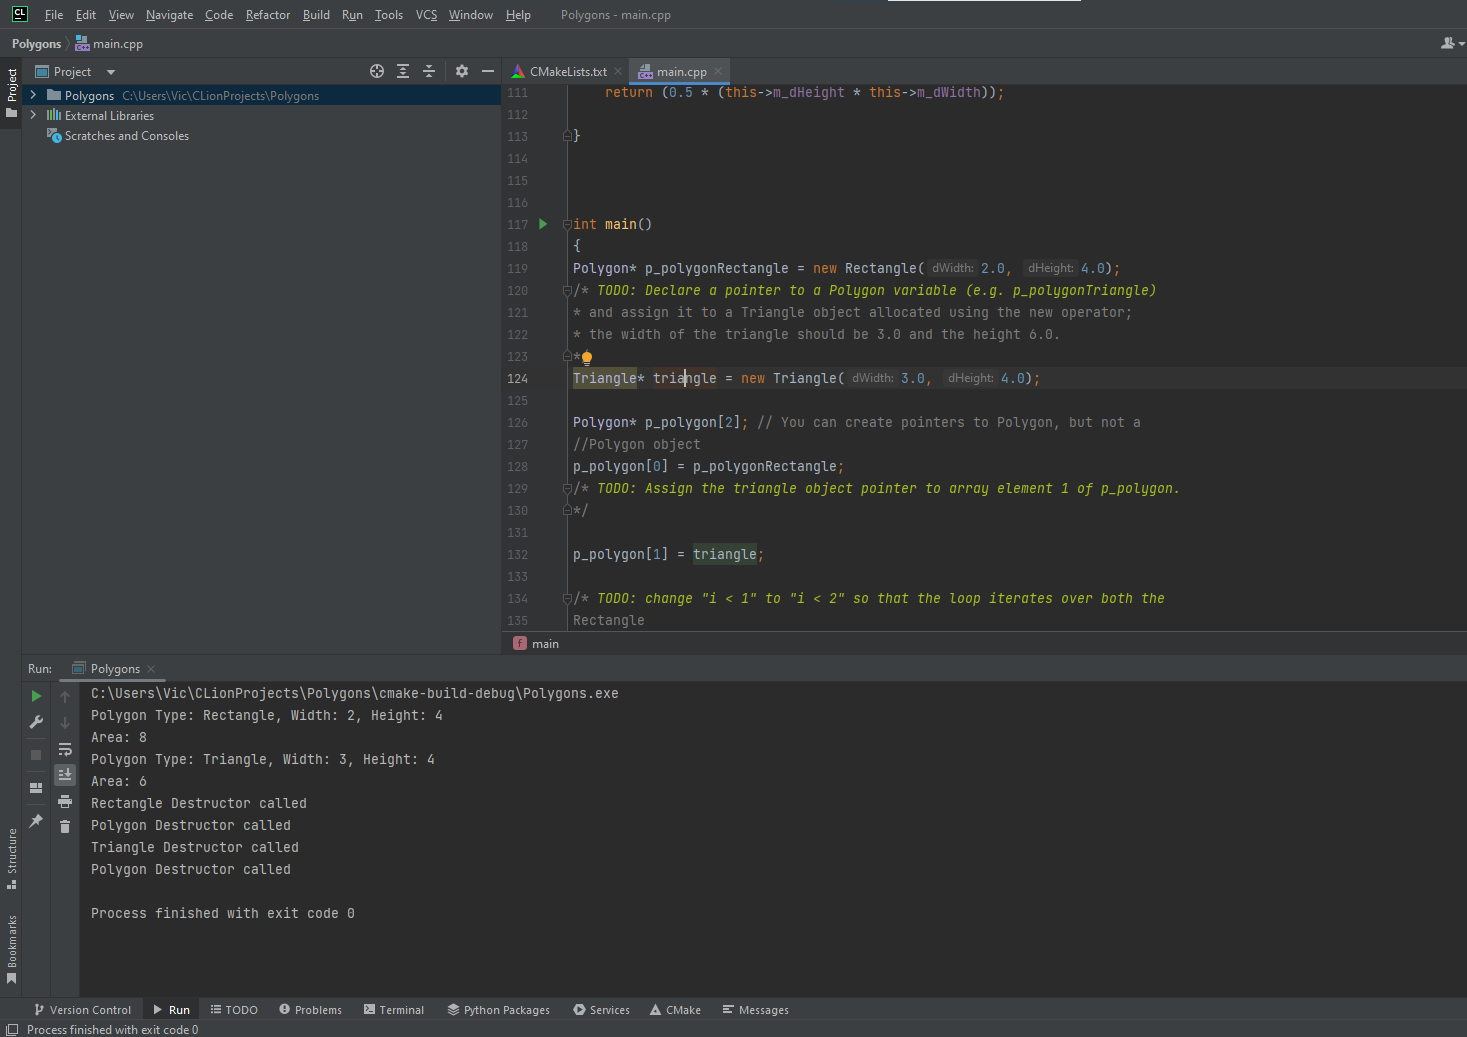 CL File Edit View Navigate Code Refactor Build Run Tools VCS Window Help Polygons - main.cpp
Polygons main.cpp
Project
Project
CMakeLists.txt
main.cpp
Polygons C:\Users\Vic\CLionProjects\Polygons
External Libraries
Scratches and Consoles
111 return (0.5 * (this->m_dHeight * this->m_dWidth));
112
113 }
114
115
116
117 int main()
118 {
119 Polygon* p_polygonRectangle = new Rectangle( dWidth: 2.0, dHeight: 4.0);
120 /* TODO: Declare a pointer to a Polygon variable (e.g. p_polygonTriangle)
121 * and assign it to a Triangle object allocated using the new operator;
122 * the width of the triangle should be 3.0 and the height 6.0.
123 *
124 Triangle* triangle = new Triangle( dWidth: 3.0, dHeight: 4.0);
125
126 Polygon* p_polygon[2]; // You can create pointers to Polygon, but not a
127 //Polygon object
128 p_polygon[0] = p_polygonRectangle;
129 /* TODO: Assign the triangle object pointer to array element 1 of p_polygon.
130 */
131
132 p_polygon[1] = triangle;
133
134 /* TODO: change "i < 1" to "i < 2" so that the loop iterates over both the
135 Rectangle
f main
Run: Polygons
C:\Users\Vic\CLionProjects\Polygons\cmake-build-debug\Polygons.exe
Polygon Type: Rectangle, Width: 2, Height: 4
Area: 8
Polygon Type: Triangle, Width: 3, Height: 4
Area: 6
Rectangle Destructor called
Polygon Destructor called
Triangle Destructor called
Polygon Destructor called
Process finished with exit code 0
Structure
Bookmarks
Version Control Run TODO Problems Terminal Python Packages Services CMake Messages
Process finished with exit code 0